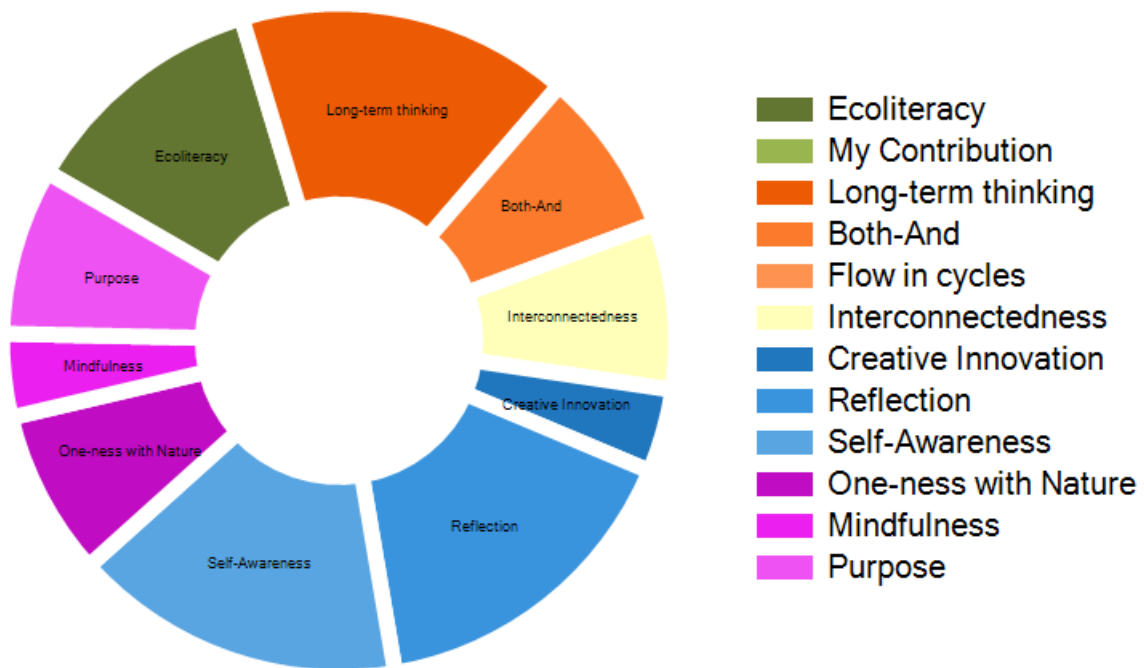 Long-term thinking
Both-And
Interconnectedness
Creative Innovation
Reflection
Self-Awareness
One-ness with Nature
Mindfulness
Purpose
Ecoliteracy
Ecoliteracy
My Contribution
Long-term thinking
Both-And
Flow in cycles
Interconnectedness
Creative Innovation
Reflection
Self-Awareness
One-ness with Nature
Mindfulness
Purpose